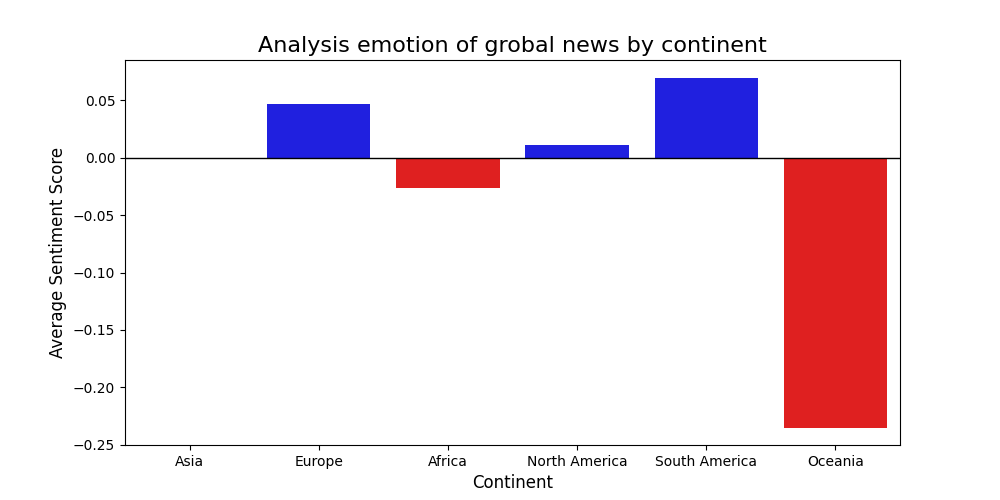 Analysis emotion of grobal news by continent
Average Sentiment Score
0.05
0.00
−0.05
−0.10
−0.15
−0.20
−0.25
Asia Europe Africa North America South America Oceania
Continent